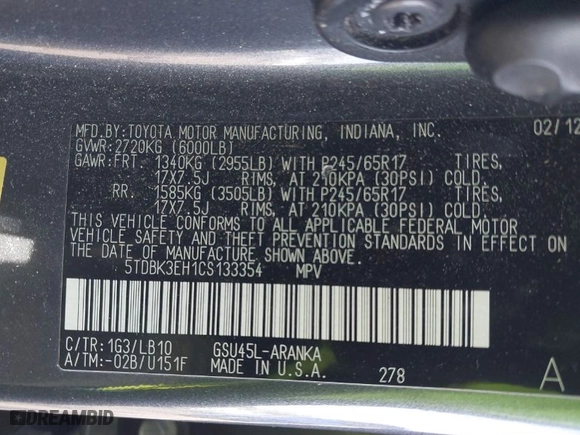 MFD.BY:TOYOTA MOTOR MANUFACTURING, INDIANA, INC. 02/12
GVWR:2720KG (6000LB)
GAWR:FRT 1340KG (2955LB) WITH P245/65R17 TIRES,
17X7.5J RIMS, AT 210KPA (30PSI) COLD.
RR. 1585KG (3505LB) WITH P245/65R17 TIRES,
17X7.5J RIMS, AT 210KPA (30PSI) COLD.
THIS VEHICLE CONFORMS TO ALL APPLICABLE FEDERAL MOTOR
VEHICLE SAFETY AND THEFT PREVENTION STANDARDS IN EFFECT ON
THE DATE OF MANUFACTURE SHOWN ABOVE.
5TDBK3EH1CS133354 MPV
C/TR:1G3/LB10 GSU45L-ARANKA
A/TM:-02B/U151F MADE IN U.S.A. 278 A
DREAMBID